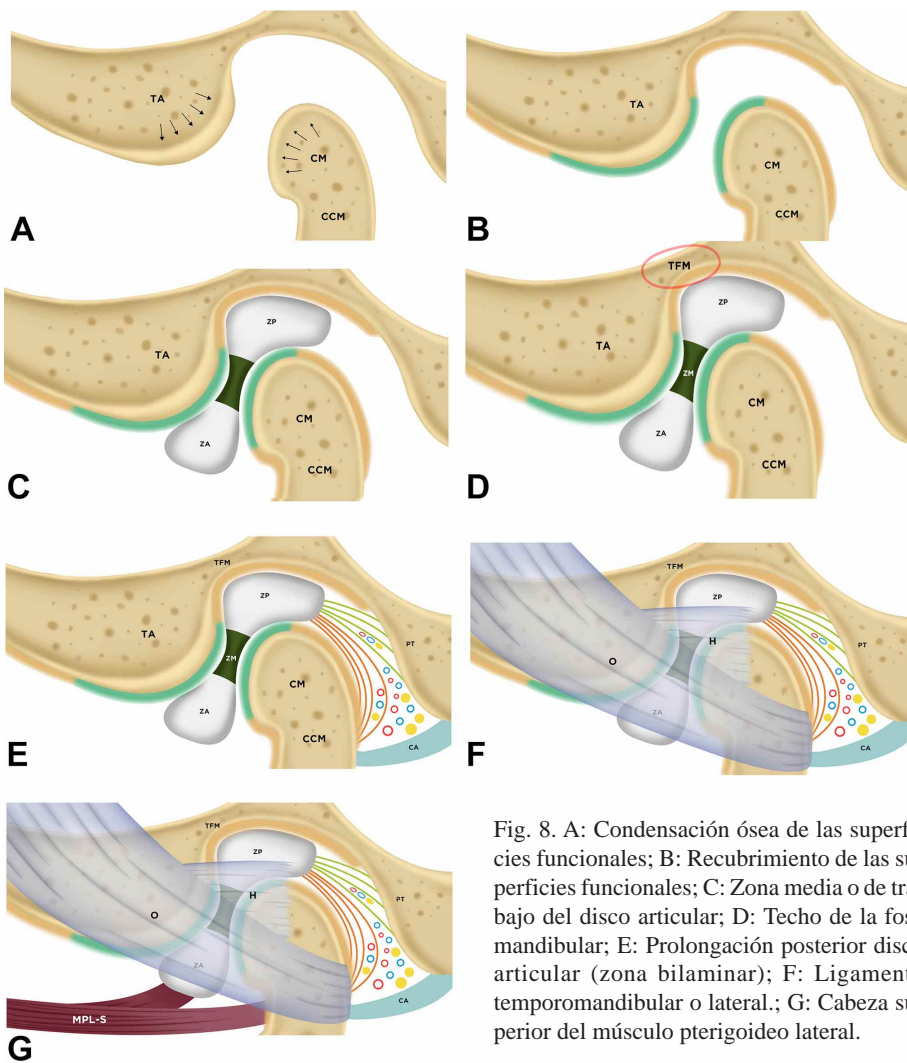 TA
CM
CCM
A
TA
CM
CCM
B
ZP
TA
CM
ZA
CCM
C
TFM
ZP
TA
ZM
CM
ZA
CCM
D
TFM
ZP
TA
PT
ZM
CM
ZA
CCM
CA
E
TFM
ZP
H
PT
O
ZA
CA
F
TFM
ZP
H
PT
O
ZA
CA
MPL-S
G
Fig. 8. A: Condensación ósea de las superfi
cies funcionales; B: Recubrimiento de las su
perficies funcionales; C: Zona media o de tra
bajo del disco articular; D: Techo de la fos
mandibular; E: Prolongación posterior disc
articular (zona bilaminar); F: Ligament
temporomandibular o lateral.; G: Cabeza su
perior del músculo pterigoideo lateral.